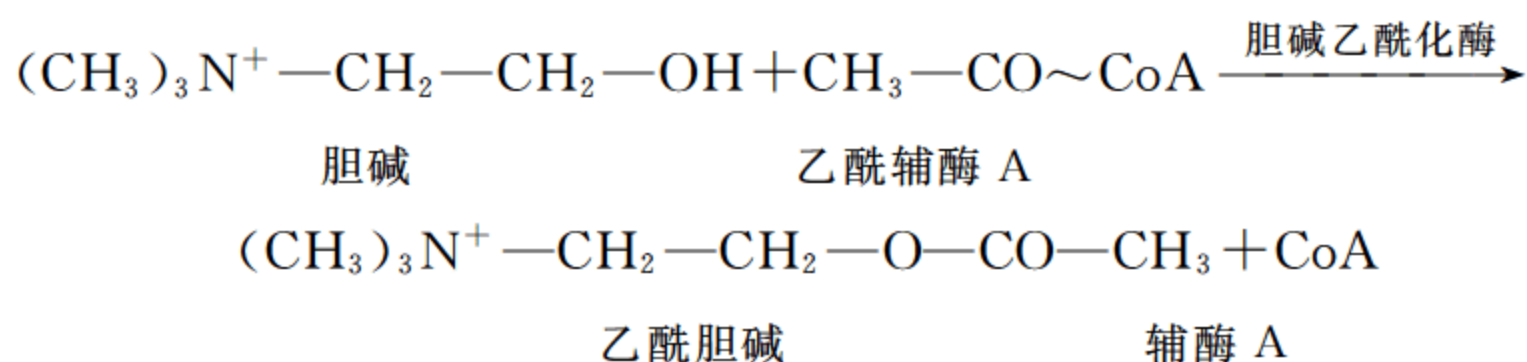 胆碱乙酰化酶
(CH₃)₃N⁺—CH₂—CH₂—OH+CH₃—CO~CoA
胆碱 乙酰辅酶 A
(CH₃)₃N⁺—CH₂—CH₂—O—CO—CH₃+CoA
乙酰胆碱 辅酶 A